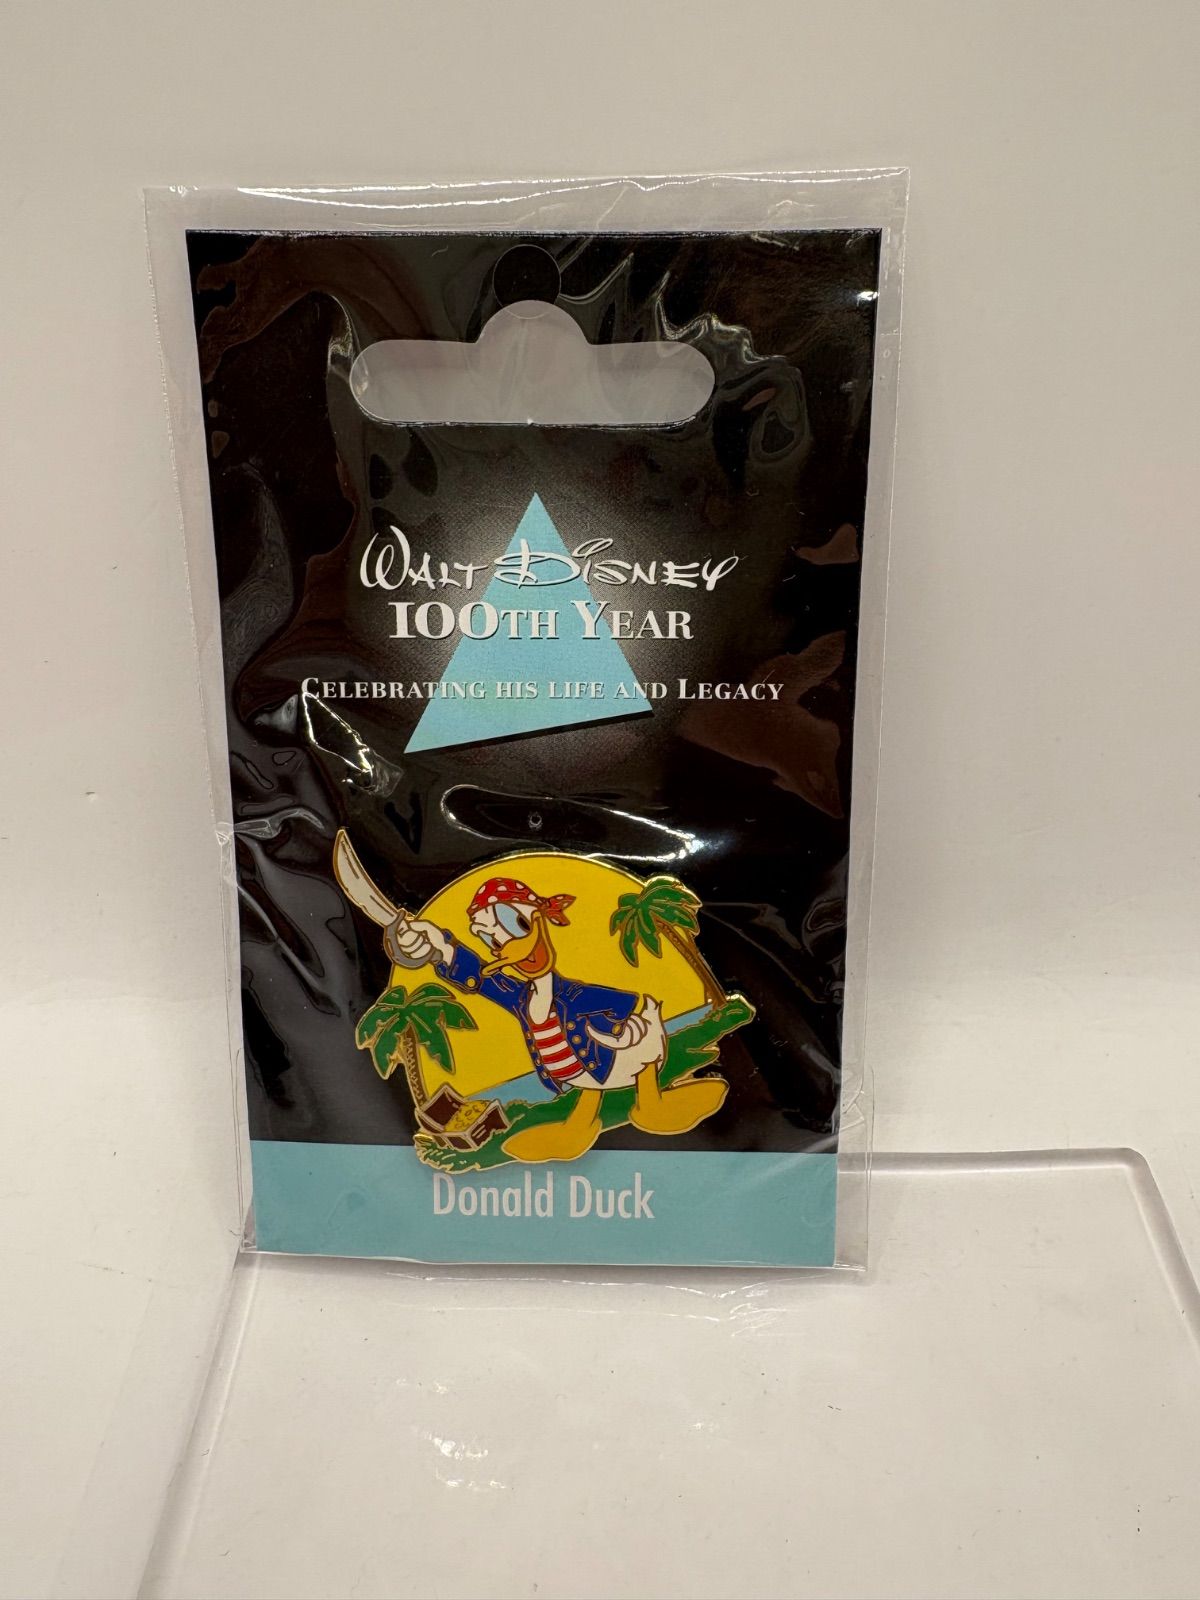 WALT DISNEY
100TH YEAR
CELEBRATING HIS LIFE AND LEGACY
Donald Duck